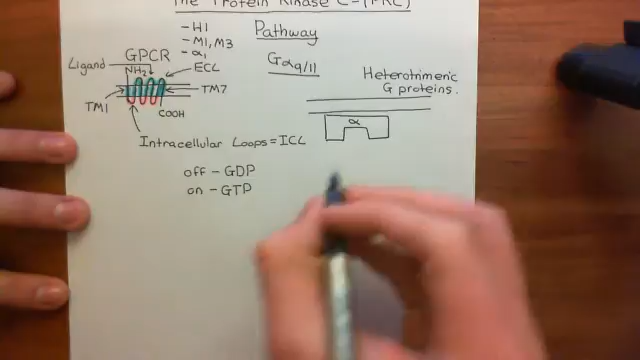 The Protein Kinase C (PKC)
Pathway
- H1
- M1, M3
- α1
GPCR
Gαq/11
Ligand
NH2
ECL
TM7
TM1
COOH
Intracellular Loops = ICL
Heterotrimeric
G proteins.
α
off - GDP
on - GTP